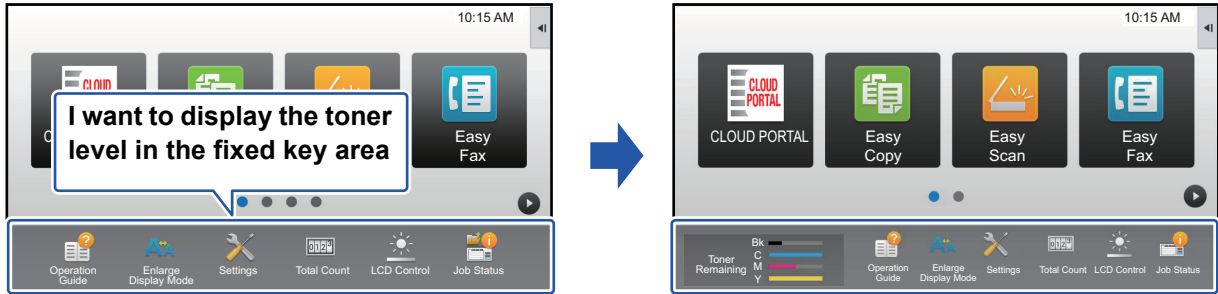 10:15 AM
CLOUD
I want to display the toner
level in the fixed key area
Easy
Fax
Operation
Guide
Enlarge
Display Mode
Settings
Total Count
LCD Control
Job Status
10:15 AM
CLOUD
PORTAL
CLOUD PORTAL
Easy
Copy
Easy
Scan
Easy
Fax
Toner
Remaining
Bk
C
M
Y
Operation
Guide
Enlarge
Display Mode
Settings
Total Count
LCD Control
Job Status